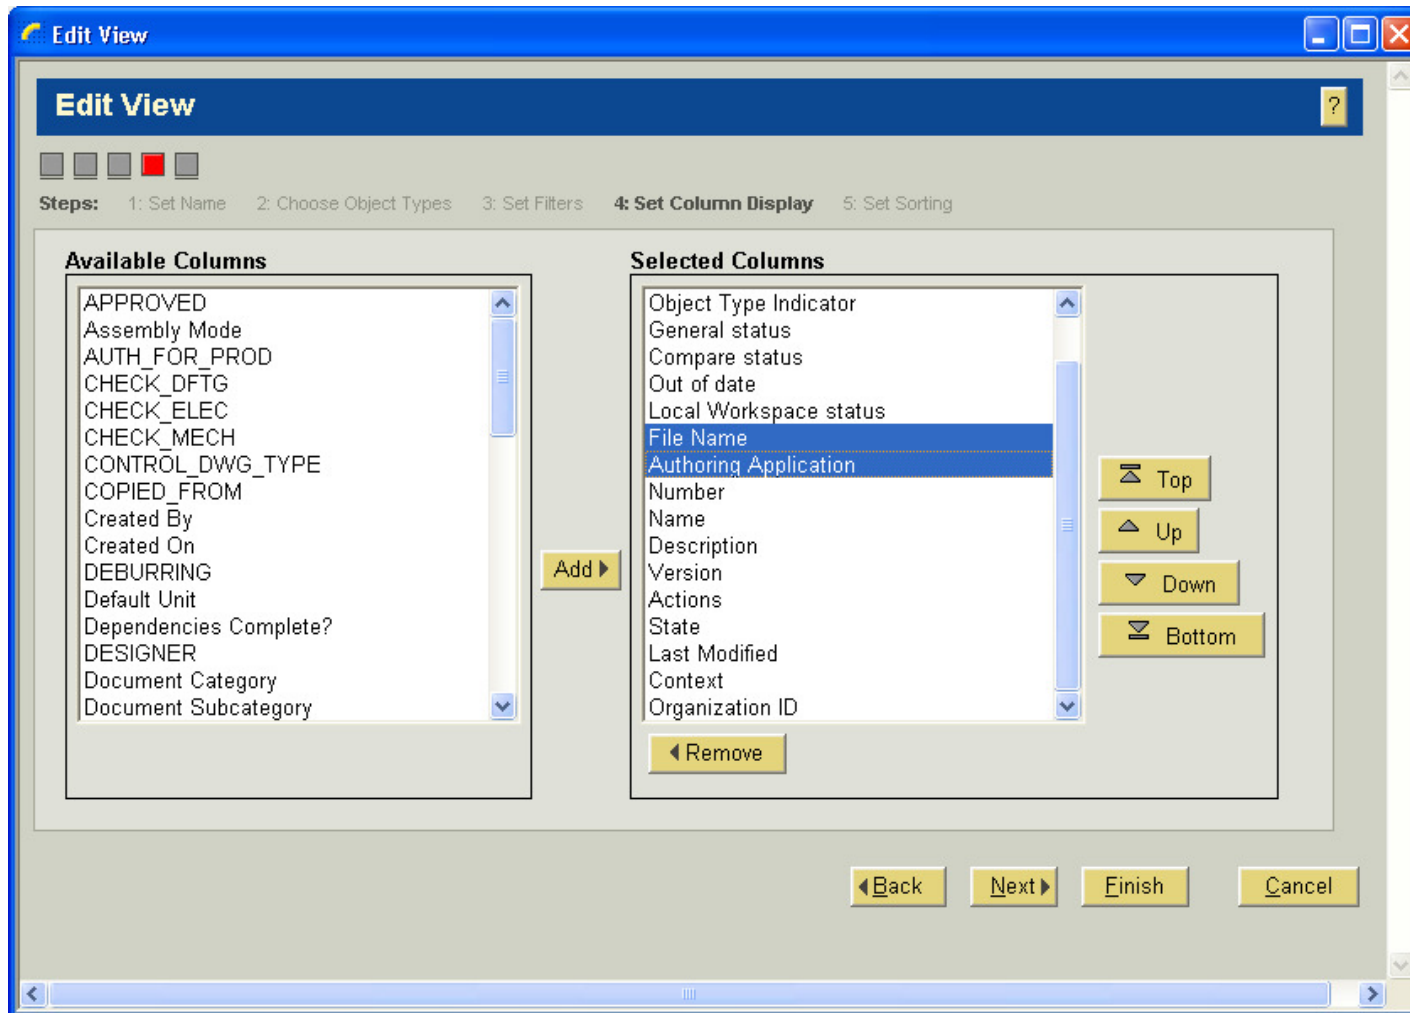 Edit View
Edit View
?
Steps: 1: Set Name 2: Choose Object Types 3: Set Filters 4: Set Column Display 5: Set Sorting
Available Columns
APPROVED
Assembly Mode
AUTH_FOR_PROD
CHECK_DFTG
CHECK_ELEC
CHECK_MECH
CONTROL_DWG_TYPE
COPIED_FROM
Created By
Created On
DEBURRING
Default Unit
Dependencies Complete?
DESIGNER
Document Category
Document Subcategory
Add
Selected Columns
Object Type Indicator
General status
Compare status
Out of date
Local Workspace status
File Name
Authoring Application
Number
Name
Description
Version
Actions
State
Last Modified
Context
Organization ID
Remove
Top
Up
Down
Bottom
Back Next Finish Cancel